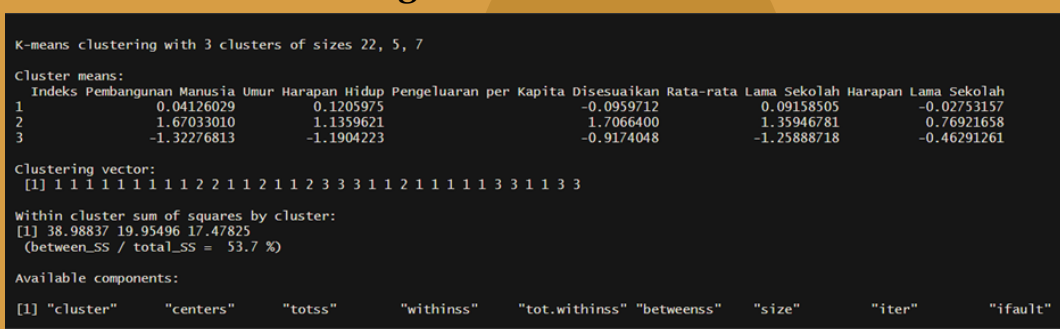 K-means clustering with 3 clusters of sizes 22, 5, 7
Cluster means:
Indeks Pembangunan Manusia Umur Harapan Hidup Pengeluaran per Kapita Disesuaikan Rata-rata Lama Sekolah Harapan Lama Sekolah
1 0.04126029 0.1205975 -0.0959712 0.09158505 -0.02753157
2 1.67033010 1.1359621 1.7066400 1.35946781 0.76921658
3 -1.32276813 -1.1904223 -0.9174048 -1.25888718 -0.46291261
Clustering vector:
[1] 1 1 1 1 1 1 1 1 1 1 2 2 1 1 2 1 1 2 3 3 3 1 1 2 1 1 1 1 1 3 3 1 1 3 3
Within cluster sum of squares by cluster:
[1] 38.98837 19.95496 17.47825
(between_SS / total_SS = 53.7 %)
Available components:
[1] "cluster" "centers" "totss" "withinss" "tot.withinss" "betweenss" "size" "iter" "ifault"